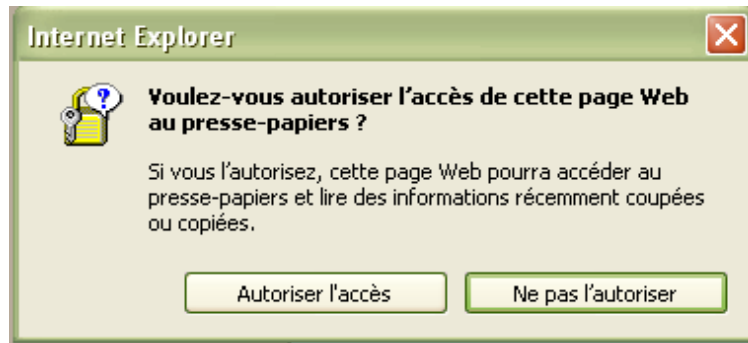 Internet Explorer
Voulez-vous autoriser l'accès de cette page Web
au presse-papiers ?
Si vous l'autorisez, cette page Web pourra accéder au
presse-papiers et lire des informations récemment coupées
ou copiées.
Autoriser l'accès
Ne pas l'autoriser